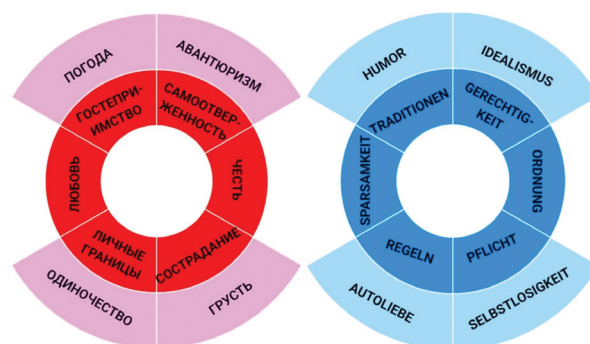 ПОГОДА
АВАНТЮРИЗМ
ГОСТЕПРИ-
ИМСТВО
САМООТВЕР-
ЖЕННОСТЬ
ЛЮБОВЬ
ЧЕСТЬ
ЛИЧНЫЕ
ГРАНИЦЫ
СОСТРАДАНИЕ
ОДИНОЧЕСТВО
ГРУСТЬ
HUMOR
IDEALISMUS
TRADITIONEN
GERECHTIG-
KEIT
SPARSAMKEIT
ORDNUNG
REGELN
PFLICHT
AUTOLIEBE
SELBSTLOSIGKEIT